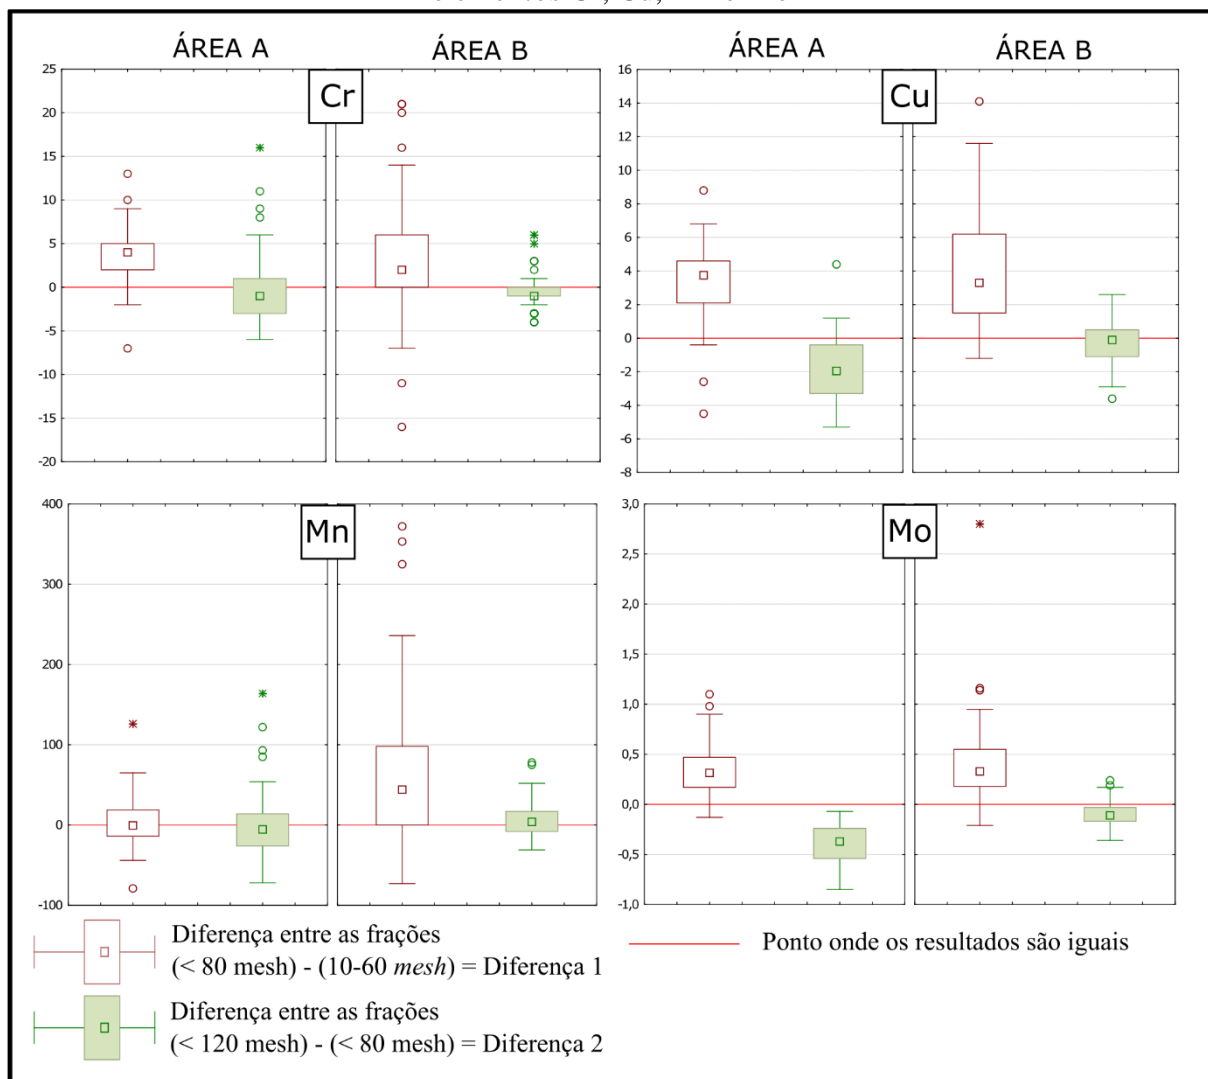 ÁREA A
ÁREA B
ÁREA A
ÁREA B
Cr
25
20
15
10
5
0
-5
-10
-15
-20
Cu
16
14
12
10
8
6
4
2
0
-2
-4
-6
-8
Mn
400
300
200
100
0
-100
Mo
3,0
2,5
2,0
1,5
1,0
0,5
0,0
-0,5
-1,0
Diferença entre as frações
(< 80 mesh) - (10-60 mesh) = Diferença 1
Ponto onde os resultados são iguais
Diferença entre as frações
(< 120 mesh) - (< 80 mesh) = Diferença 2